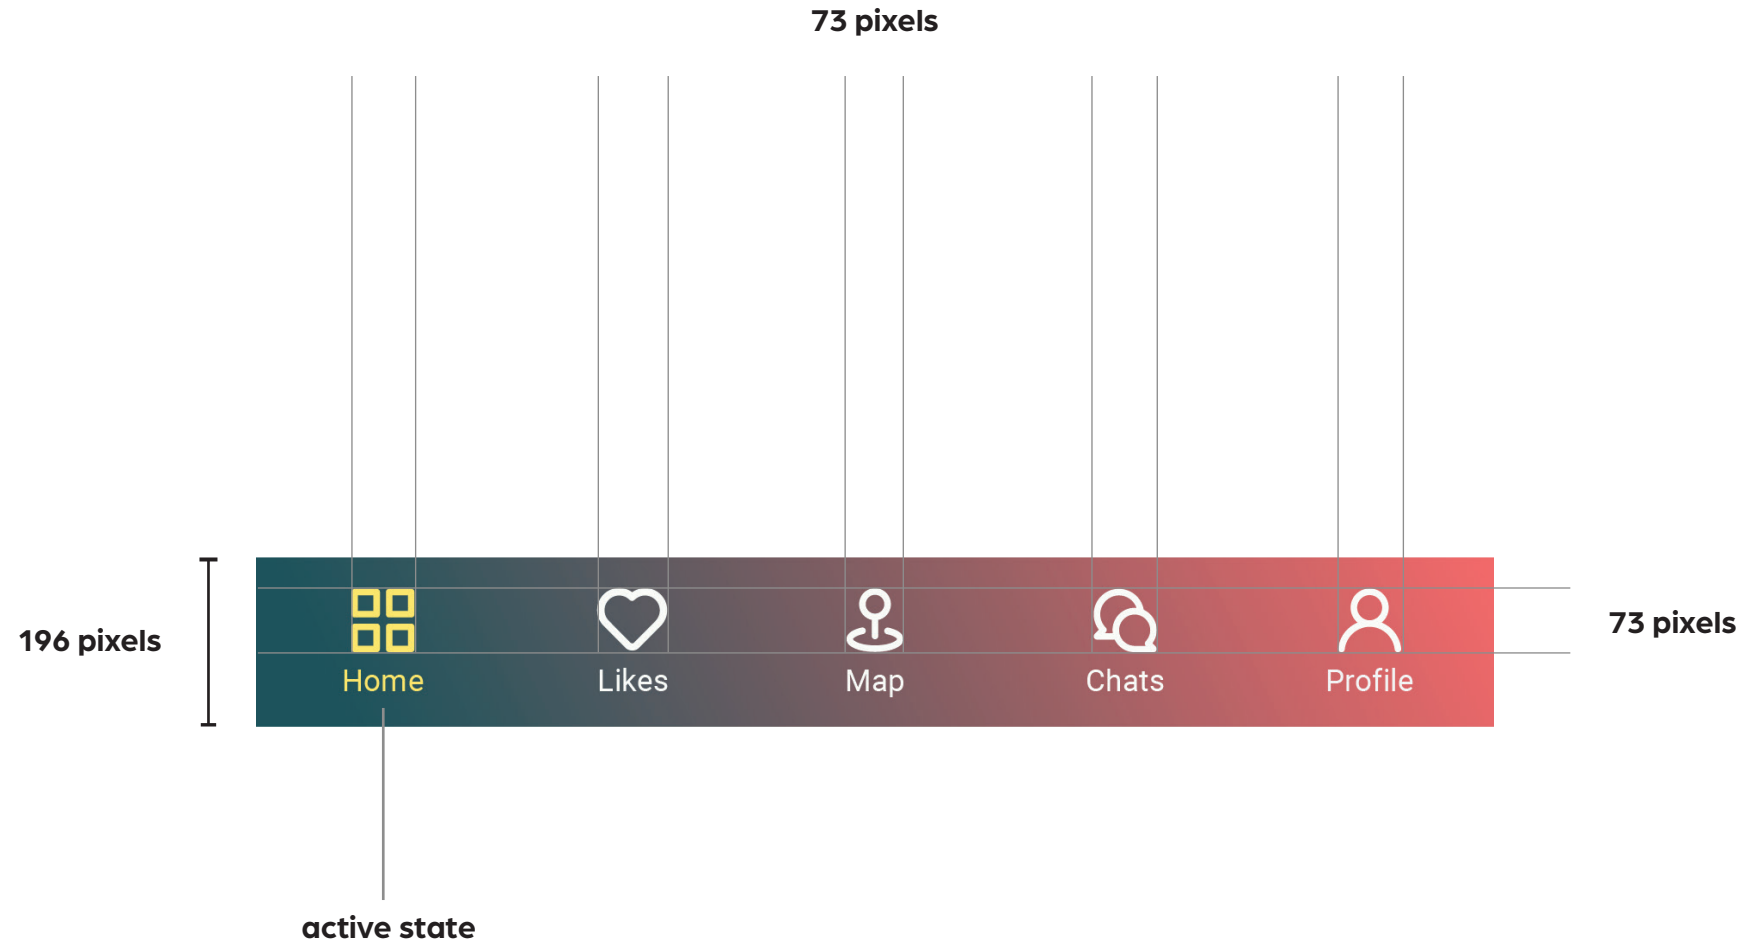 73 pixels
196 pixels
73 pixels
Home
Likes
Map
Chats
Profile
active state